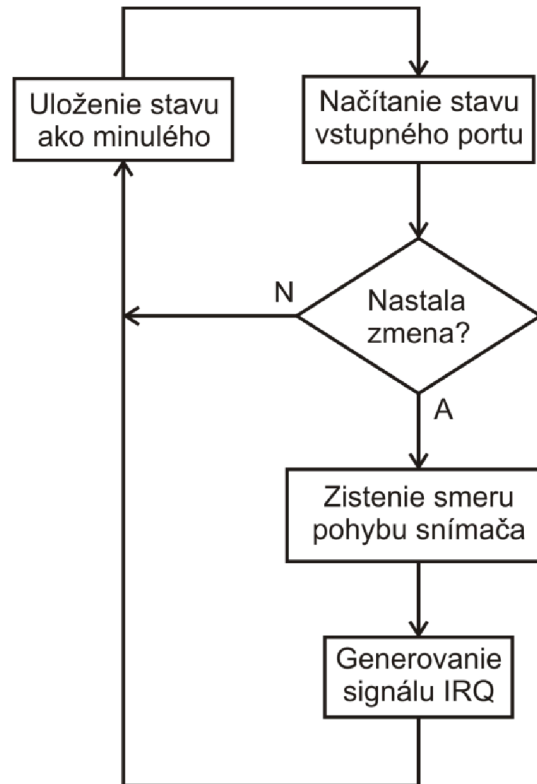 Uloženie stavu
ako minulého
Načítanie stavu
vstupného portu
N
Nastala
zmena?
A
Zistenie smeru
pohybu snímača
Generovanie
signálu IRQ